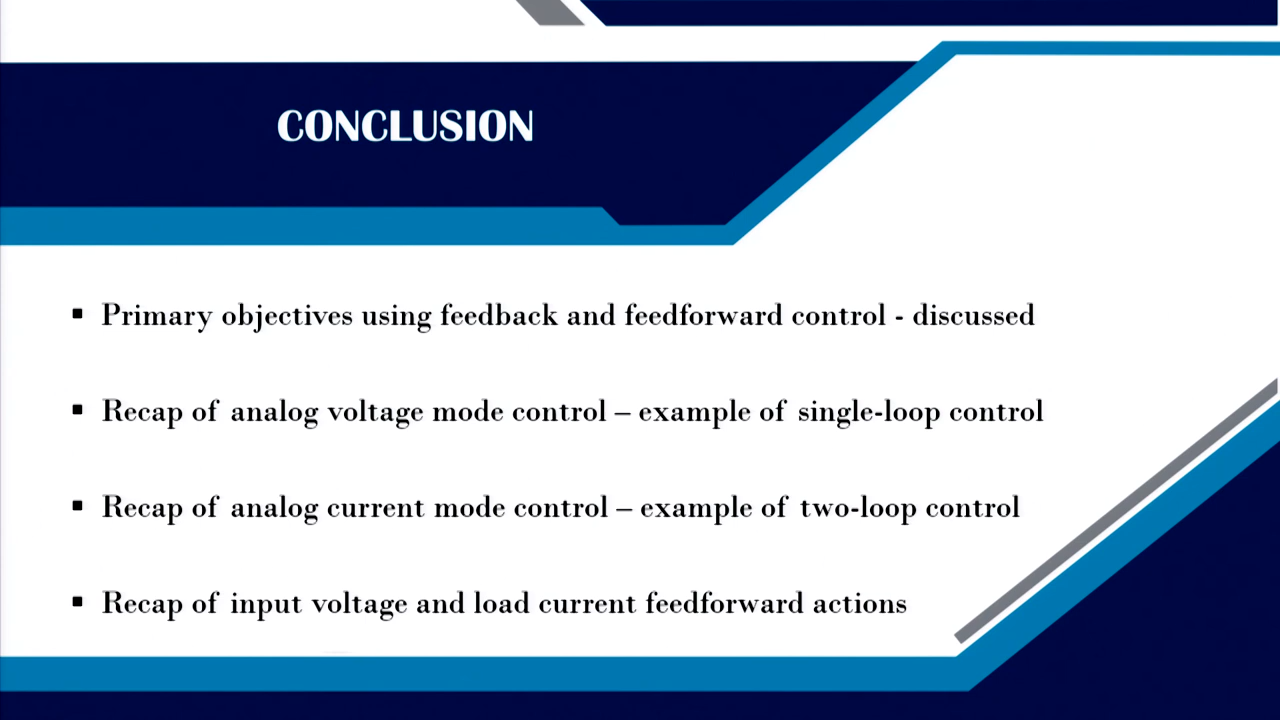 CONCLUSION
▪ Primary objectives using feedback and feedforward control - discussed
▪ Recap of analog voltage mode control – example of single-loop control
▪ Recap of analog current mode control – example of two-loop control
▪ Recap of input voltage and load current feedforward actions